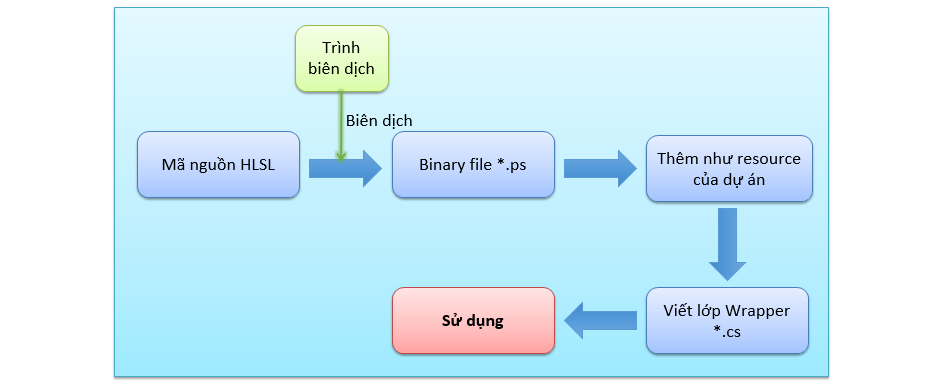 Trình
biên dịch
Biên dịch
Mã nguồn HLSL
Binary file *.ps
Thêm như resource
của dự án
Viết lớp Wrapper
*.cs
Sử dụng